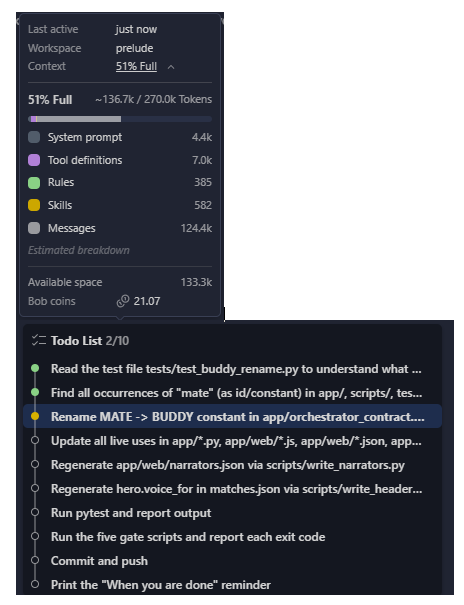 Last active just now
Workspace prelude
Context 51% Full
51% Full ~136.7k / 270.0k Tokens
System prompt 4.4k
Tool definitions 7.0k
Rules 385
Skills 582
Messages 124.4k
Estimated breakdown
Available space 133.3k
Bob coins 21.07
Todo List 2/10
Read the test file tests/test_buddy_rename.py to understand what ...
Find all occurrences of "mate" (as id/constant) in app/, scripts/, tes...
Rename MATE -> BUDDY constant in app/orchestrator_contract....
Update all live uses in app/*.py, app/web/*.js, app/web/*.json, app...
Regenerate app/web/narrators.json via scripts/write_narrators.py
Regenerate hero.voice_for in matches.json via scripts/write_header...
Run pytest and report output
Run the five gate scripts and report each exit code
Commit and push
Print the "When you are done" reminder